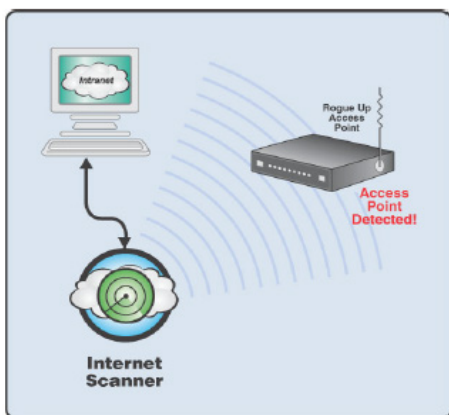 Intranet
Rogue Up
Access
Point
Access
Point
Detected!
Internet
Scanner